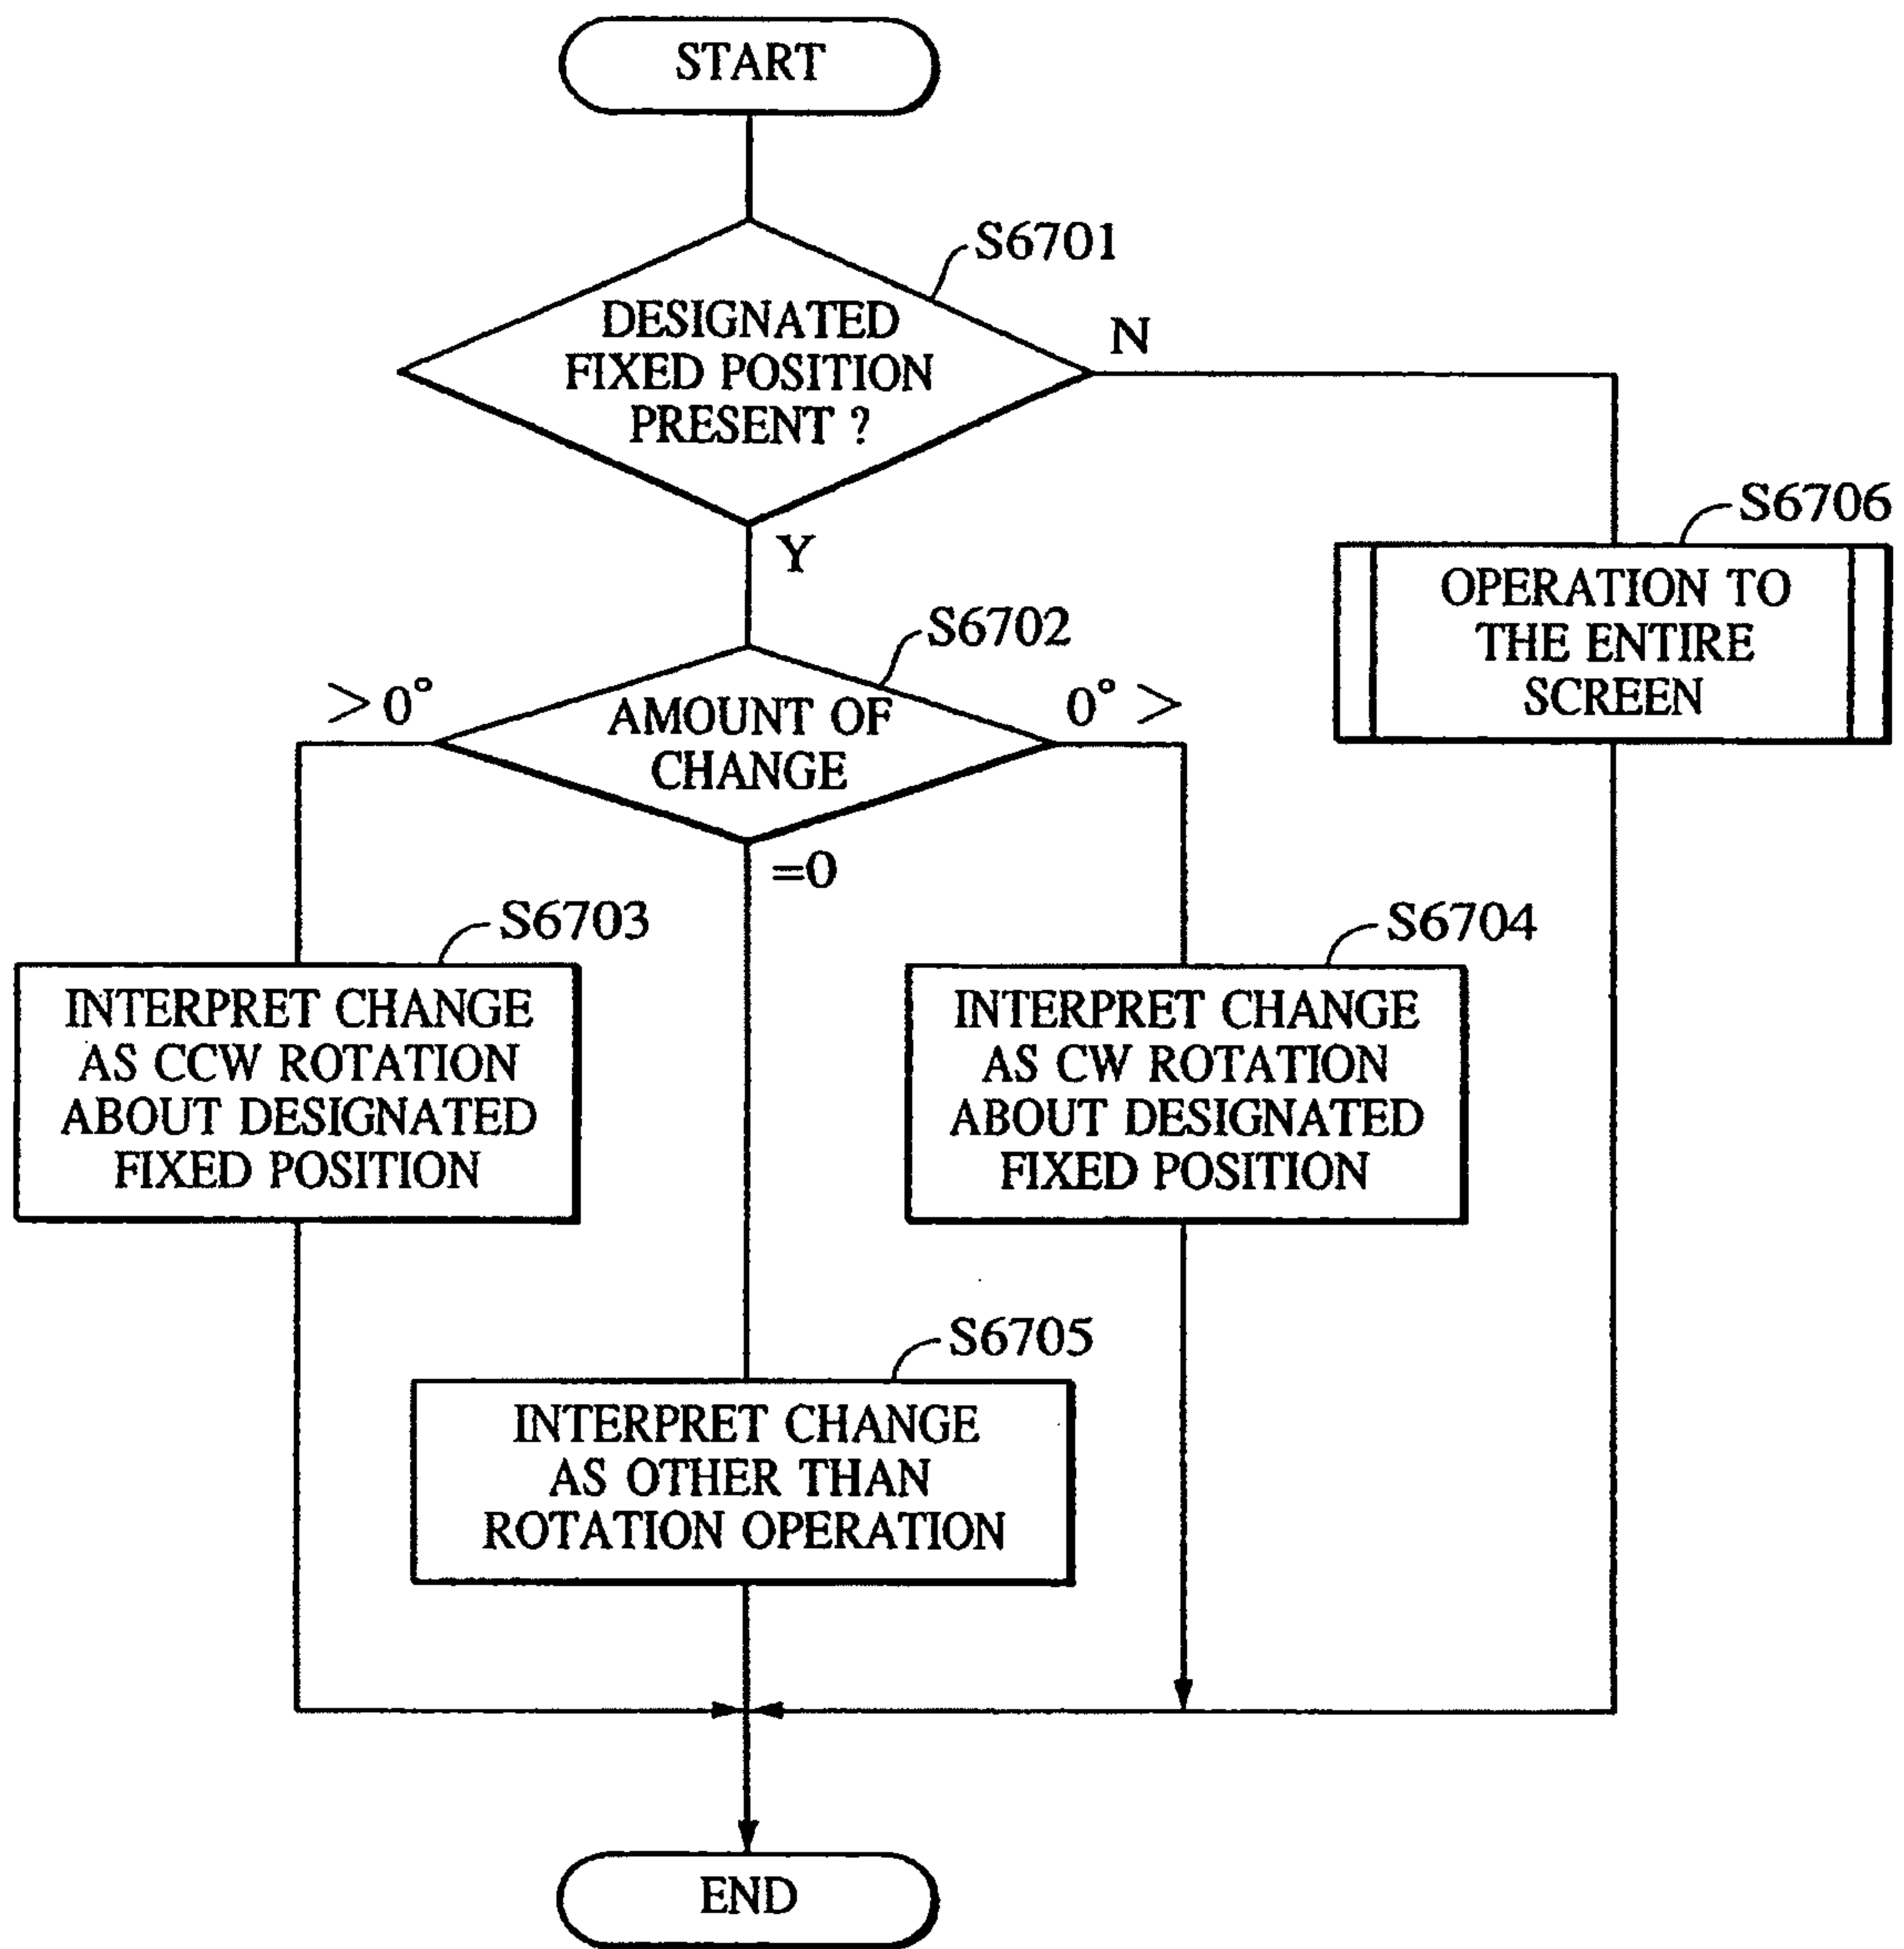 START
S6701
DESIGNATED
FIXED POSITION
PRESENT ?
N
Y
S6706
OPERATION TO
THE ENTIRE
SCREEN
S6702
>0°
AMOUNT OF
CHANGE
0° >
=0
S6703
INTERPRET CHANGE
AS CCW ROTATION
ABOUT DESIGNATED
FIXED POSITION
S6704
INTERPRET CHANGE
AS CW ROTATION
ABOUT DESIGNATED
FIXED POSITION
S6705
INTERPRET CHANGE
AS OTHER THAN
ROTATION OPERATION
END